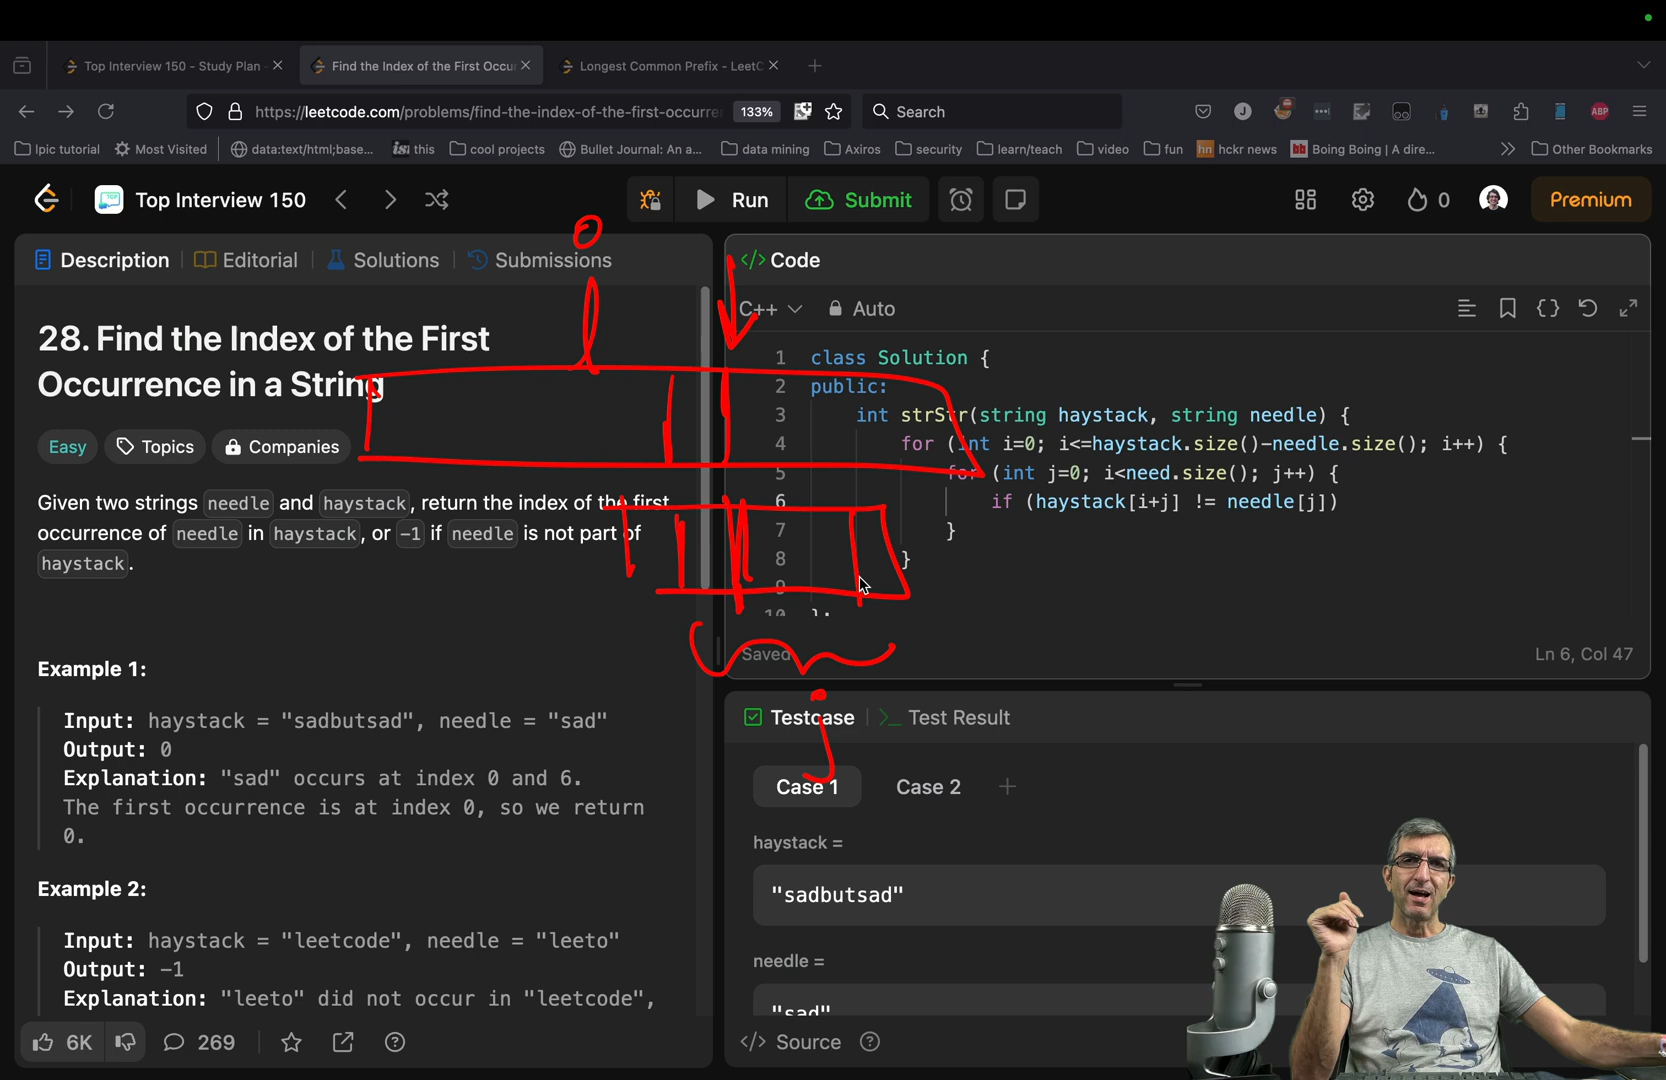 Top Interview 150 - Study Plan
Find the Index of the First Occur
Longest Common Prefix - LeetC
https://leetcode.com/problems/find-the-index-of-the-first-occurre
133%
Search
J
ABP
Ipic tutorial
Most Visited
data:text/html;base...
this
cool projects
Bullet Journal: An a...
data mining
Axiros
security
learn/teach
video
fun
hn hckr news
bb Boing Boing | A dire...
Other Bookmarks
Top Interview 150
Run
Submit
0
Premium
Description
Editorial
Solutions
Submissions
</> Code
C++
Auto
28. Find the Index of the First
Occurrence in a String
Easy
Topics
Companies
Given two strings needle and haystack, return the index of the first
occurrence of needle in haystack, or -1 if needle is not part of
haystack.
Example 1:
Input: haystack = "sadbutsad", needle = "sad"
Output: 0
Explanation: "sad" occurs at index 0 and 6.
The first occurrence is at index 0, so we return
0.
Example 2:
Input: haystack = "leetcode", needle = "leeto"
Output: -1
Explanation: "leeto" did not occur in "leetcode",
6K
269
1 class Solution {
2 public:
3 int strStr(string haystack, string needle) {
4 for (int i=0; i<=haystack.size()-needle.size(); i++) {
5 for (int j=0; i<need.size(); j++) {
6 if (haystack[i+j] != needle[j])
7 }
8 }
9
10 };
Saved
Ln 6, Col 47
j
Testcase
>_ Test Result
Case 1
Case 2
haystack =
"sadbutsad"
needle =
"sad"
</> Source